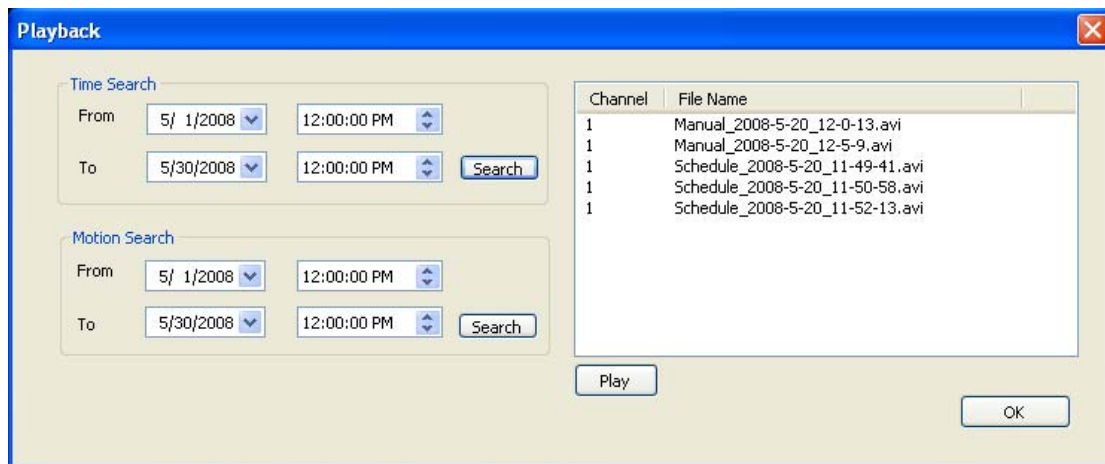 Playback
Time Search
From 5/ 1/2008 12:00:00 PM
To 5/30/2008 12:00:00 PM Search
Motion Search
From 5/ 1/2008 12:00:00 PM
To 5/30/2008 12:00:00 PM Search
Channel File Name
1 Manual_2008-5-20_12-0-13.avi
1 Manual_2008-5-20_12-5-9.avi
1 Schedule_2008-5-20_11-49-41.avi
1 Schedule_2008-5-20_11-50-58.avi
1 Schedule_2008-5-20_11-52-13.avi
Play
OK